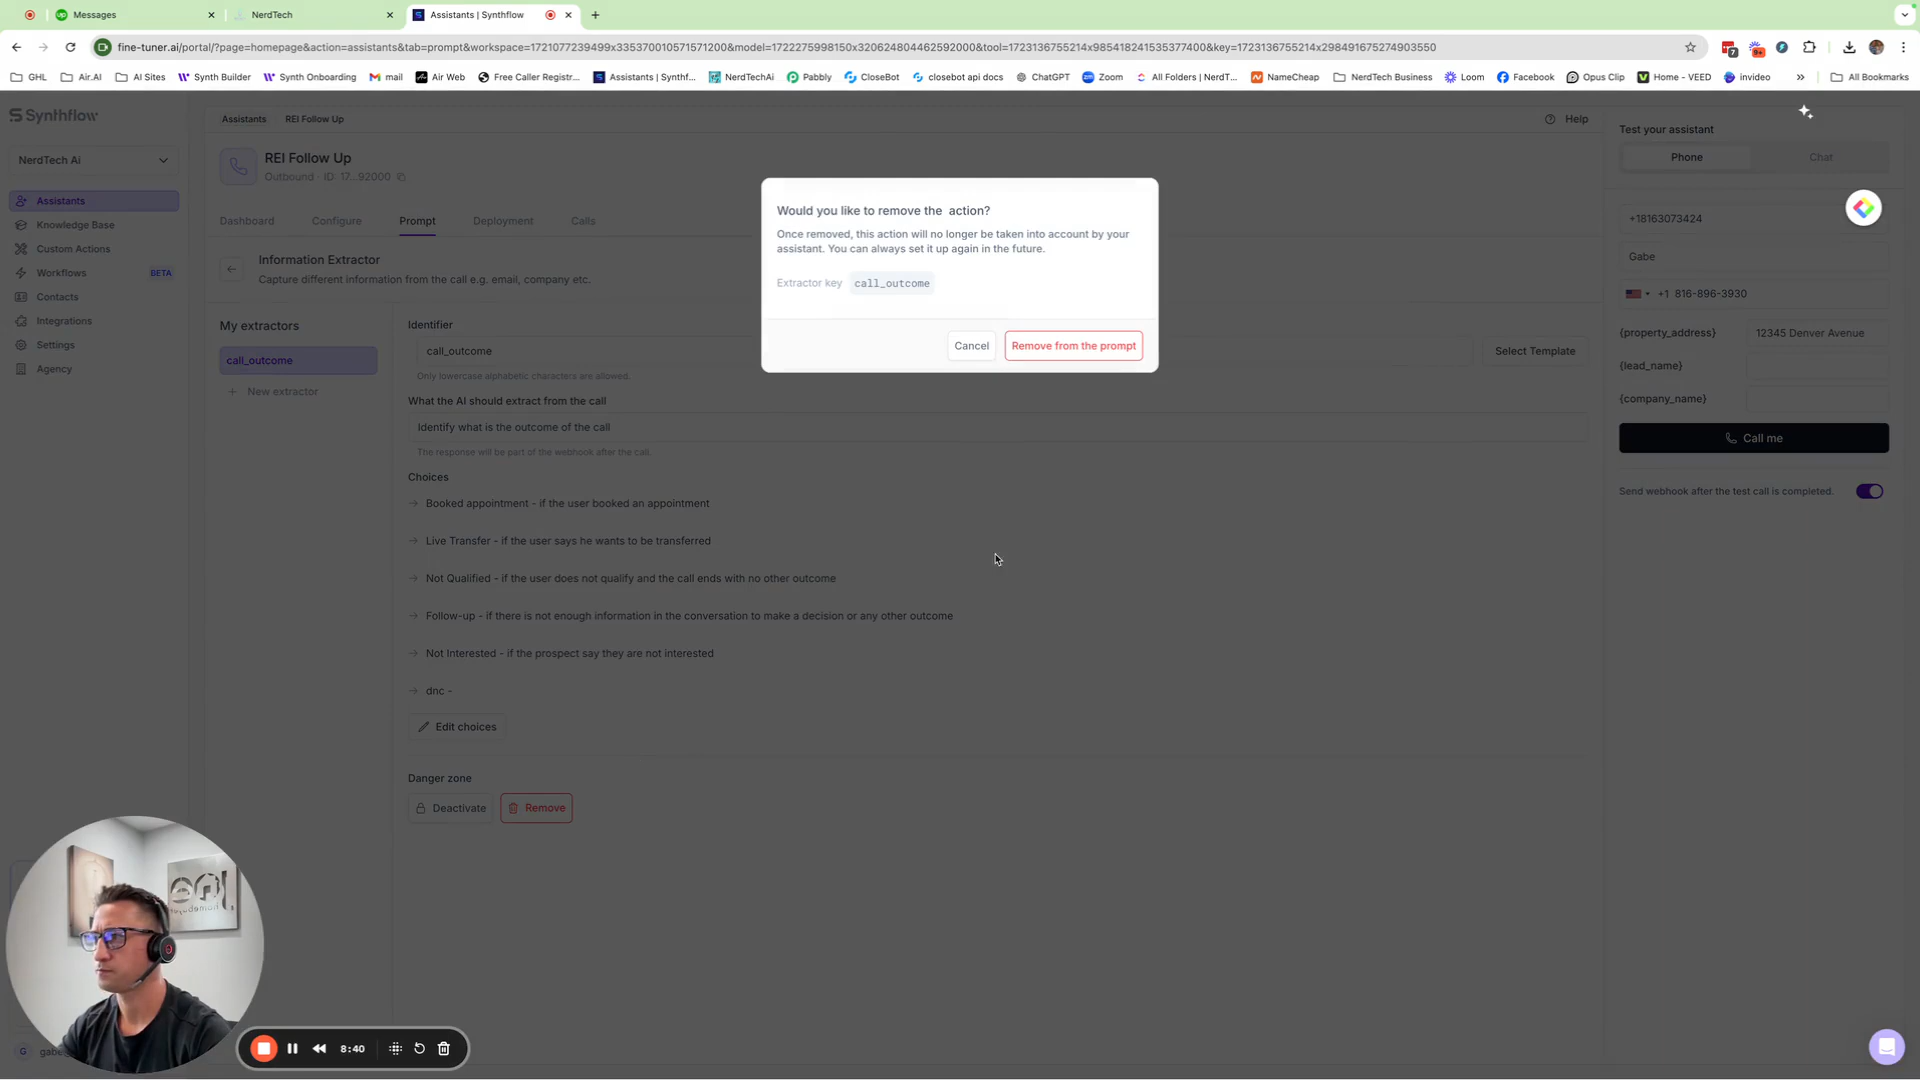 Messages
NerdTech
Assistants | Synthflow
fine-tuner.ai/portal/?page=homepage&action=assistants&tab=prompt&workspace=1721077239499x335370010571571200&model=1722275998150x320624804462592000&tool=1723136755214x985418241535377400&key=1723136755214x298491675274903550
GHL
Air.AI
AI Sites
Synth Builder
Synth Onboarding
mail
Air Web
Free Caller Registr...
Assistants | Synthf...
NerdTechAi
Pabbly
CloseBot
closebot api docs
ChatGPT
Zoom
All Folders | NerdT...
NameCheap
NerdTech Business
Loom
Facebook
Opus Clip
Home - VEED
invideo
All Bookmarks
Synthflow
NerdTech Ai
Assistants
Knowledge Base
Custom Actions
Workflows
BETA
Contacts
Integrations
Settings
Agency
Assistants
REI Follow Up
Help
REI Follow Up
Outbound · ID: 17...92000
Dashboard
Configure
Prompt
Deployment
Calls
Information Extractor
Capture different information from the call e.g. email, company etc.
My extractors
call_outcome
New extractor
Identifier
call_outcome
Select Template
Only lowercase alphabetic characters are allowed.
What the AI should extract from the call
Identify what is the outcome of the call
The response will be part of the webhook after the call.
Choices
Booked appointment - if the user booked an appointment
Live Transfer - if the user says he wants to be transferred
Not Qualified - if the user does not qualify and the call ends with no other outcome
Follow-up - if there is not enough information in the conversation to make a decision or any other outcome
Not Interested - if the prospect say they are not interested
dnc -
Edit choices
Danger zone
Deactivate
Remove
Would you like to remove the action?
Once removed, this action will no longer be taken into account by your
assistant. You can always set it up again in the future.
Extractor key call_outcome
Cancel
Remove from the prompt
Test your assistant
Phone
Chat
+18163073424
Gabe
+1 816-896-3930
{property_address}
12345 Denver Avenue
{lead_name}
{company_name}
Call me
Send webhook after the test call is completed.
8:40